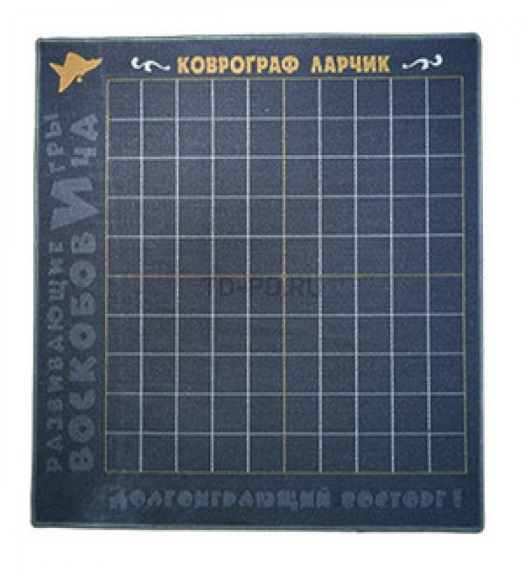 КОВРОГРАФ ЛАРЧИК
РАЗВИВАЮЩИЕ ИГРЫ
ВОСКОБОВИЧА
TD-PD.RU
ДОЛГОИГРАЮЩИЙ ВОСТОРГ!